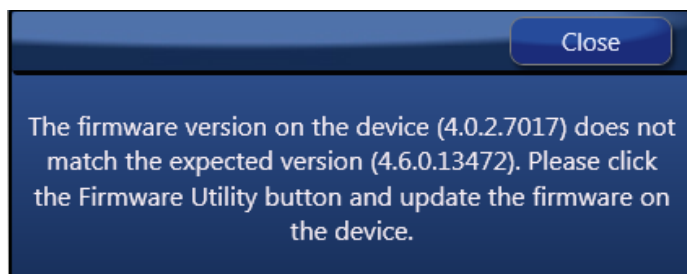 Close
The firmware version on the device (4.0.2.7017) does not
match the expected version (4.6.0.13472). Please click
the Firmware Utility button and update the firmware on
the device.